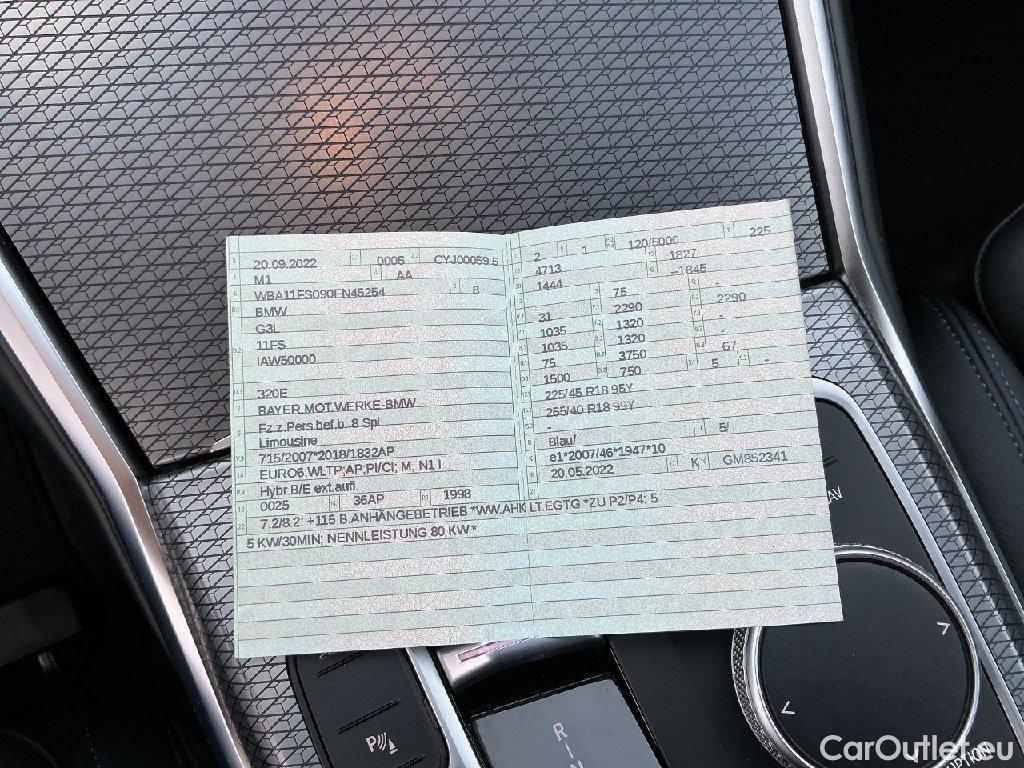 20.09.2022 0005 CYJ00059 5
M1 AA
WBA11FS090FN45254 8
BMW
G3L
11FS
IAW50000
320E
BAYER.MOT.WERKE-BMW
Fz.z.Pers.bef.b. 8 Spl
Limousine
715/2007*2018/1832AP
EURO6,WLTP;AP;PI/CI; M, N1 I
Hybr.B/E ext.aufl
0025 36AP 1998
2 1 120/5000 225
4713 1827
1444 --1845
75 -
31 2290 2290
1035 1320 -
1035 1320 -
75 3750 67
1500 750 5 -
225/45 R18 95Y
255/40 R18 99Y
-
Blau/ 5/
e1*2007/46*1947*10
20.05.2022 K GM852341
7.2/8.2: +115 B.ANHÄNGEBETRIEB *WW.AHK LT.EGTG *ZU P2/P4: 5
5 KW/30MIN; NENNLEISTUNG 80 KW*
NAV
OPTION
P
R
N
CarOutlet.eu